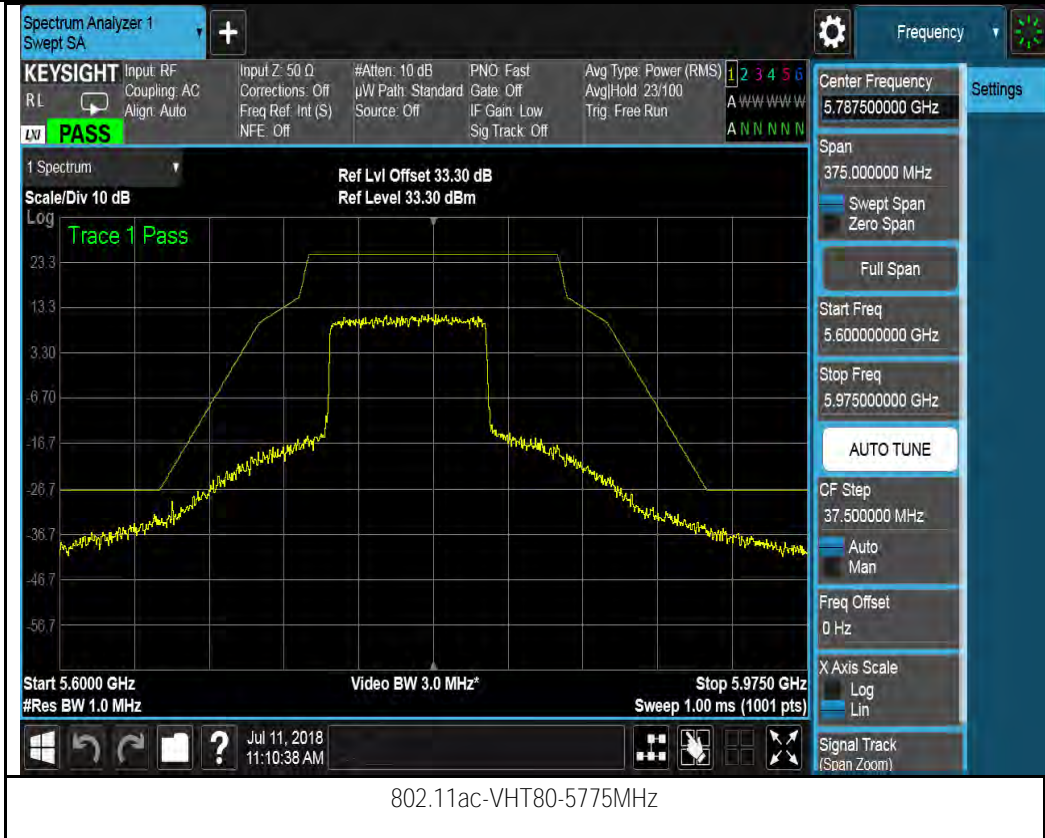 Spectrum Analyzer 1
Swept SA
+
Frequency
KEYSIGHT
RL
LXI PASS
Input: RF
Coupling: AC
Align: Auto
Input Z: 50 Ω
Corrections: Off
Freq Ref: Int (S)
NFE: Off
#Atten: 10 dB
µW Path: Standard
Source: Off
PNO: Fast
Gate: Off
IF Gain: Low
Sig Track: Off
Avg Type: Power (RMS)
Avg|Hold: 23/100
Trig: Free Run
1 2 3 4 5 6
A W W W W W
A N N N N N
1 Spectrum
Scale/Div 10 dB
Ref Lvl Offset 33.30 dB
Ref Level 33.30 dBm
Log
Trace 1 Pass
23.3
13.3
3.30
-6.70
-16.7
-26.7
-36.7
-46.7
-56.7
Start 5.6000 GHz
#Res BW 1.0 MHz
Video BW 3.0 MHz*
Stop 5.9750 GHz
Sweep 1.00 ms (1001 pts)
?
Jul 11, 2018
11:10:38 AM
Center Frequency
5.787500000 GHz
Settings
Span
375.000000 MHz
Swept Span
Zero Span
Full Span
Start Freq
5.600000000 GHz
Stop Freq
5.975000000 GHz
AUTO TUNE
CF Step
37.500000 MHz
Auto
Man
Freq Offset
0 Hz
X Axis Scale
Log
Lin
Signal Track
(Span Zoom)
802.11ac-VHT80-5775MHz